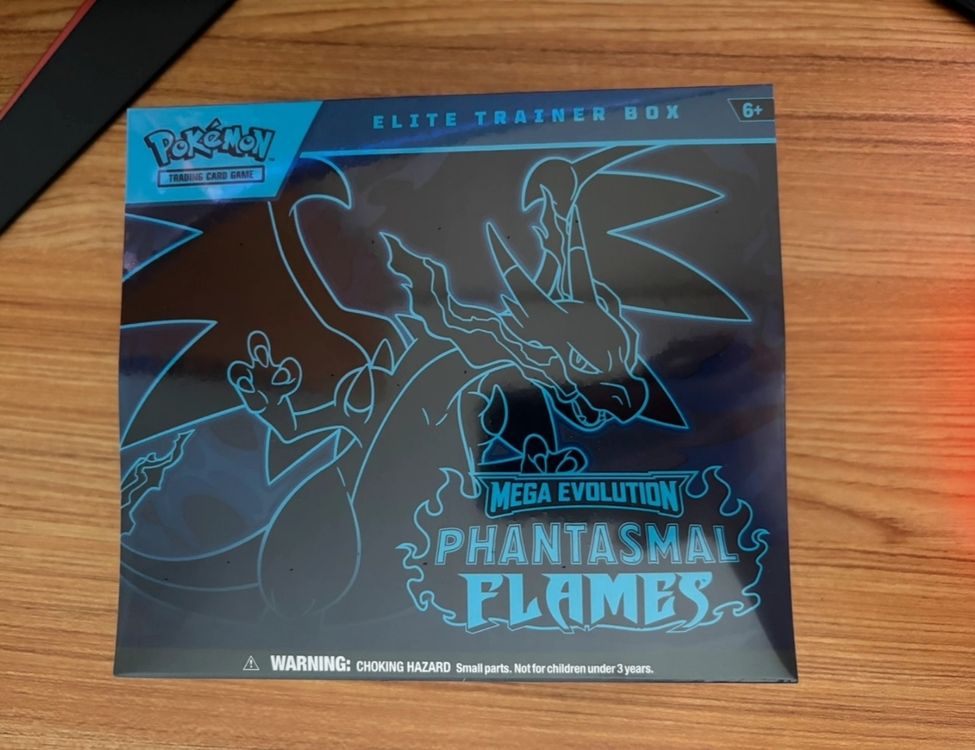 POKéMON
TRADING CARD GAME
ELITE TRAINER BOX
6+
MEGA EVOLUTION
PHANTASMAL
FLAMES
WARNING: CHOKING HAZARD Small parts. Not for children under 3 years.